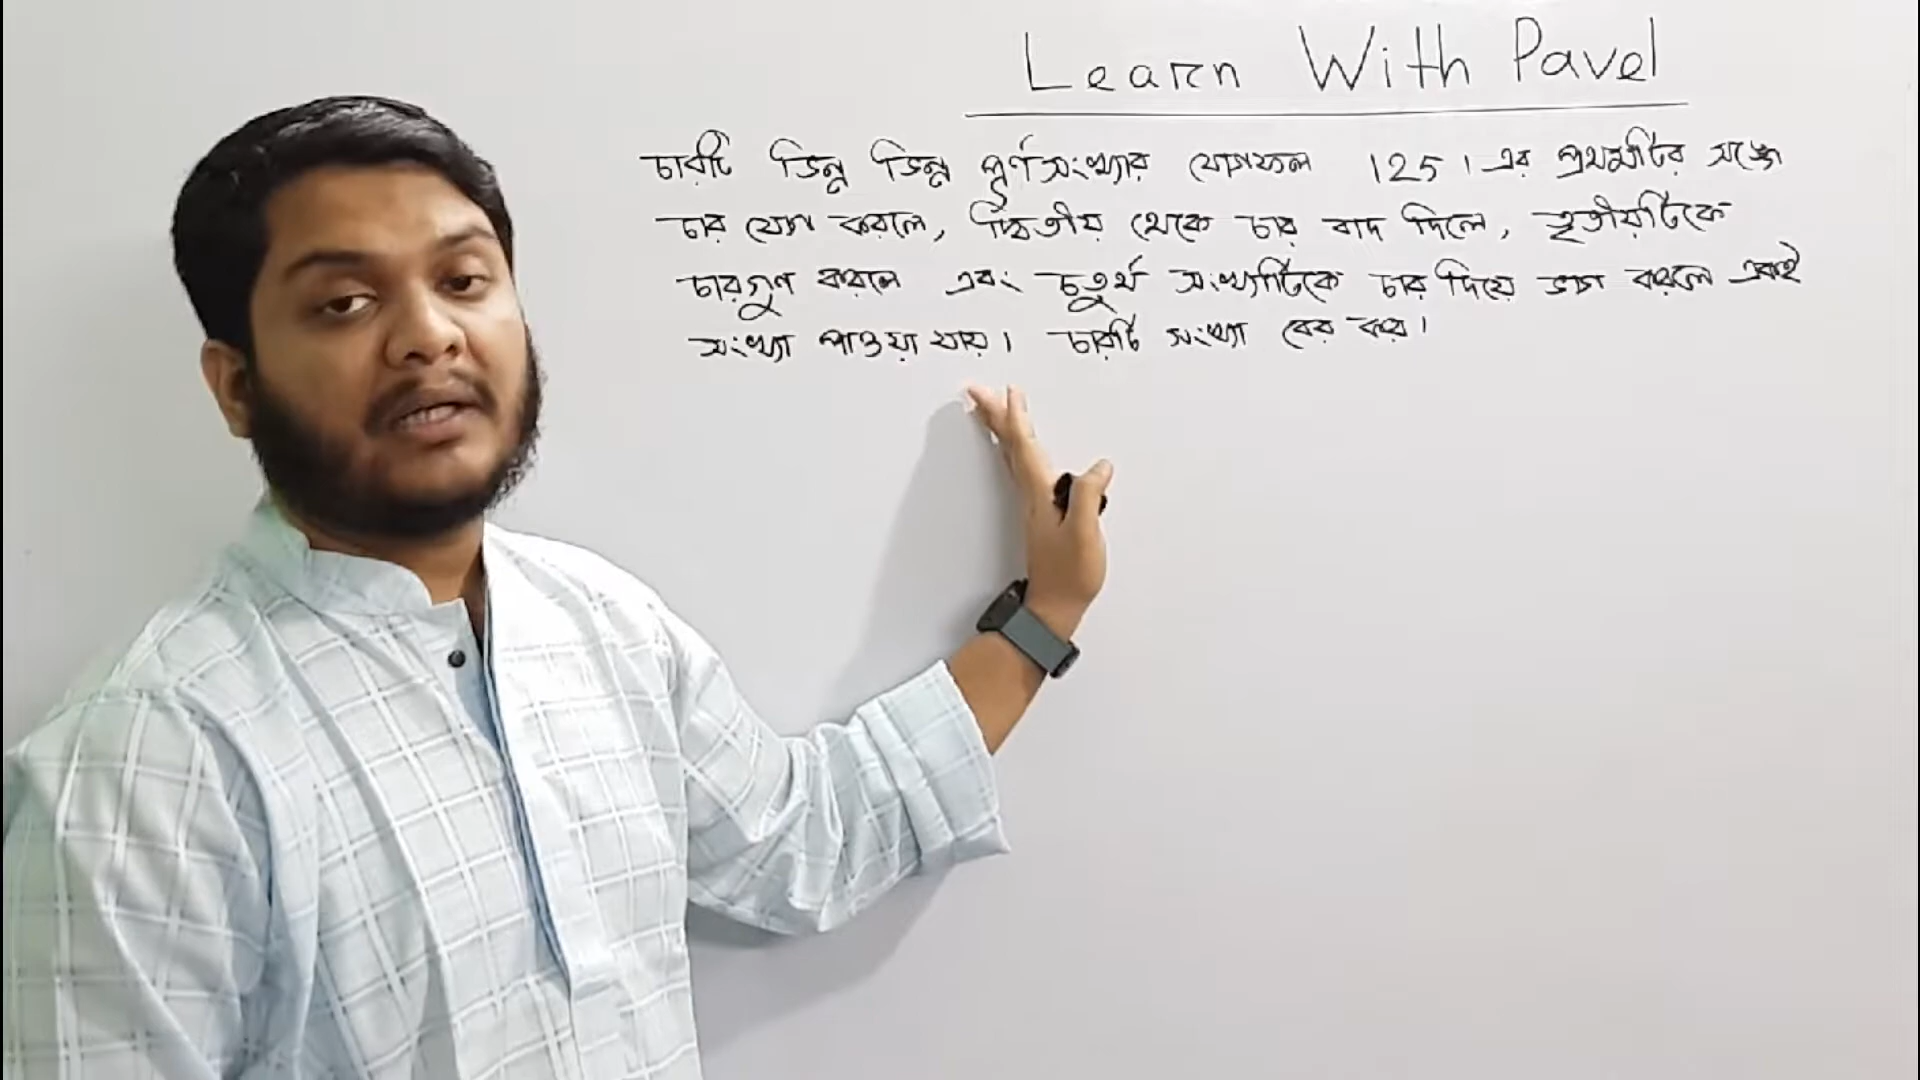 Learn With Pavel
চারটি ভিন্ন ভিন্ন পূর্ণসংখ্যার যোগফল 125। এর প্রথমটির সঙ্গে
চার যোগ করলে, দ্বিতীয় থেকে চার বাদ দিলে, তৃতীয়টিকে
চারগুণ করলে এবং চতুর্থ সংখ্যাটিকে চার দিয়ে ভাগ করলে একই
সংখ্যা পাওয়া যায়। চারটি সংখ্যা বের কর।